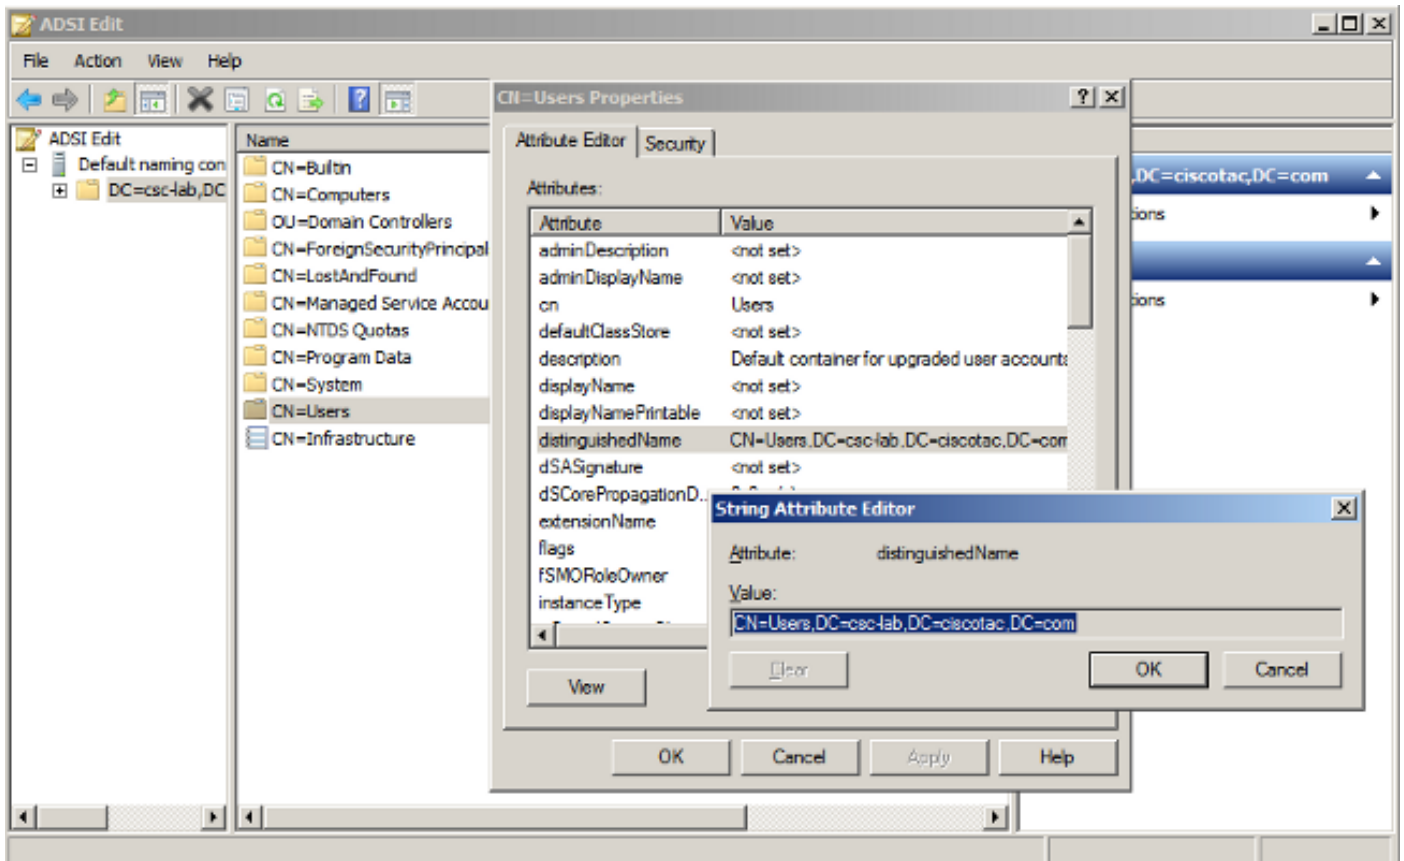 ADSI Edit
File Action View Help
ADSI Edit
Default naming con
DC=csc-lab,DC
Name
CN=Builtin
CN=Computers
OU=Domain Controllers
CN=ForeignSecurityPrincipal
CN=LostAndFound
CN=Managed Service Accou
CN=NTDS Quotas
CN=Program Data
CN=System
CN=Users
CN=Infrastructure
CN=Users Properties
Attribute Editor Security
Attributes:
Attribute Value
adminDescription <not set>
adminDisplayName <not set>
cn Users
defaultClassStore <not set>
description Default container for upgraded user accounts
displayName <not set>
displayNamePrintable <not set>
distinguishedName CN=Users,DC=csc-lab,DC=ciscotac,DC=com
dSASignature <not set>
dSCorePropagationD...
extensionName
flags
fSMORoleOwner
instanceType
View
OK Cancel Apply Help
String Attribute Editor
Attribute: distinguishedName
Value:
CN=Users,DC=csc-lab,DC=ciscotac,DC=com
Clear OK Cancel
,DC=ciscotac,DC=com
ions
ions